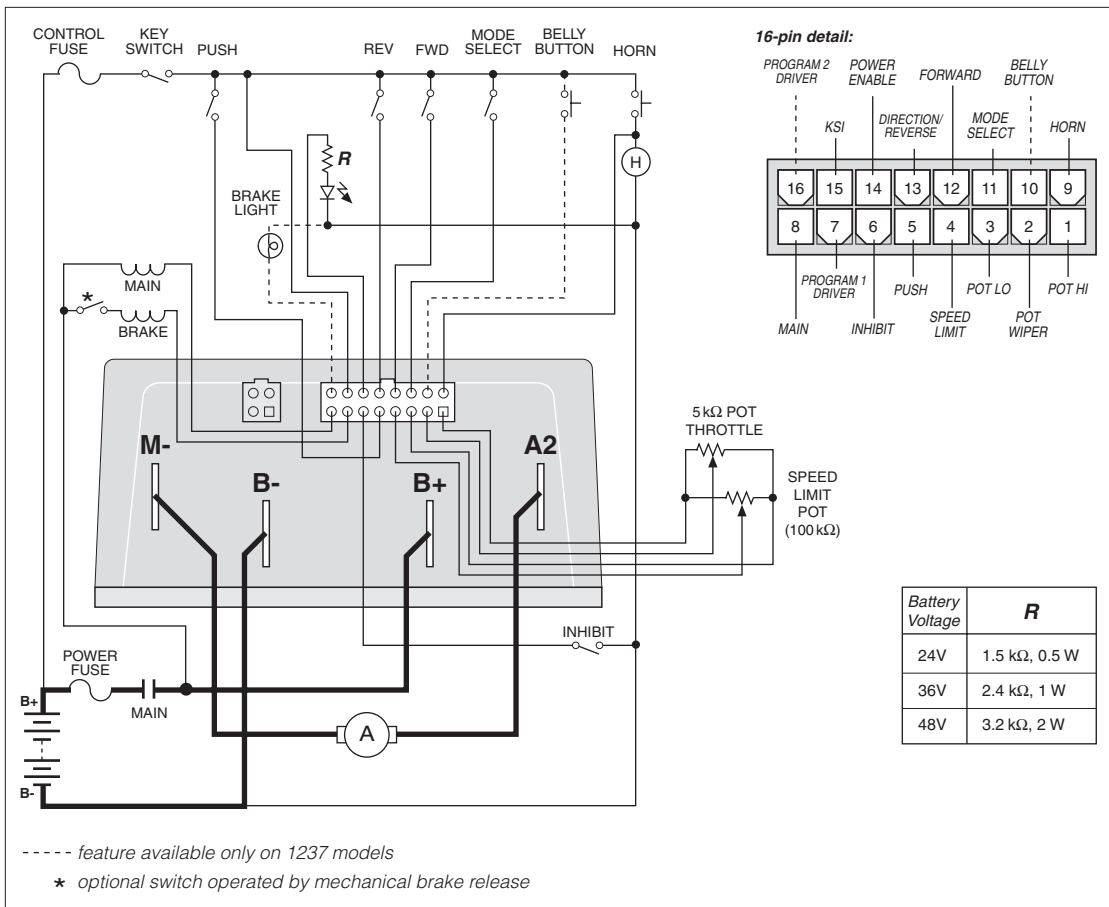 CONTROL
FUSE
KEY
SWITCH
PUSH
REV
FWD
MODE
SELECT
BELLY
BUTTON
HORN
R
H
BRAKE
LIGHT
MAIN
*
BRAKE
M-
B-
B+
A2
5 kΩ POT
THROTTLE
SPEED
LIMIT
POT
(100 kΩ)
INHIBIT
POWER
FUSE
MAIN
B+
B-
A
16-pin detail:
PROGRAM 2
DRIVER
POWER
ENABLE
FORWARD
BELLY
BUTTON
KSI
DIRECTION/
REVERSE
MODE
SELECT
HORN
16 15 14 13 12 11 10 9
8 7 6 5 4 3 2 1
PROGRAM 1
DRIVER
PUSH
POT LO
POT HI
MAIN
INHIBIT
SPEED
LIMIT
POT
WIPER
Battery
Voltage
R
24V 1.5 kΩ, 0.5 W
36V 2.4 kΩ, 1 W
48V 3.2 kΩ, 2 W
----- feature available only on 1237 models
* optional switch operated by mechanical brake release